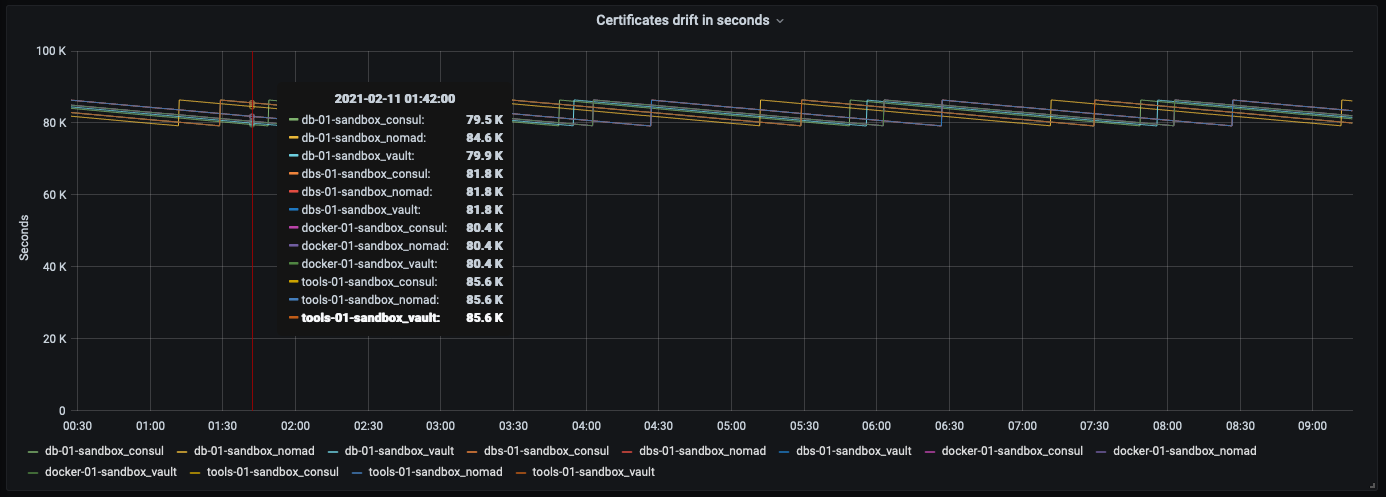 Certificates drift in seconds
100 K
80 K
60 K
40 K
20 K
0
Seconds
2021-02-11 01:42:00
db-01-sandbox_consul: 79.5 K
db-01-sandbox_nomad: 84.6 K
db-01-sandbox_vault: 79.9 K
dbs-01-sandbox_consul: 81.8 K
dbs-01-sandbox_nomad: 81.8 K
dbs-01-sandbox_vault: 81.8 K
docker-01-sandbox_consul: 80.4 K
docker-01-sandbox_nomad: 80.4 K
docker-01-sandbox_vault: 80.4 K
tools-01-sandbox_consul: 85.6 K
tools-01-sandbox_nomad: 85.6 K
tools-01-sandbox_vault: 85.6 K
00:30 01:00 01:30 02:00 02:30 03:00 03:30 04:00 04:30 05:00 05:30 06:00 06:30 07:00 07:30 08:00 08:30 09:00
db-01-sandbox_consul db-01-sandbox_nomad db-01-sandbox_vault dbs-01-sandbox_consul dbs-01-sandbox_nomad dbs-01-sandbox_vault docker-01-sandbox_consul docker-01-sandbox_nomad
docker-01-sandbox_vault tools-01-sandbox_consul tools-01-sandbox_nomad tools-01-sandbox_vault